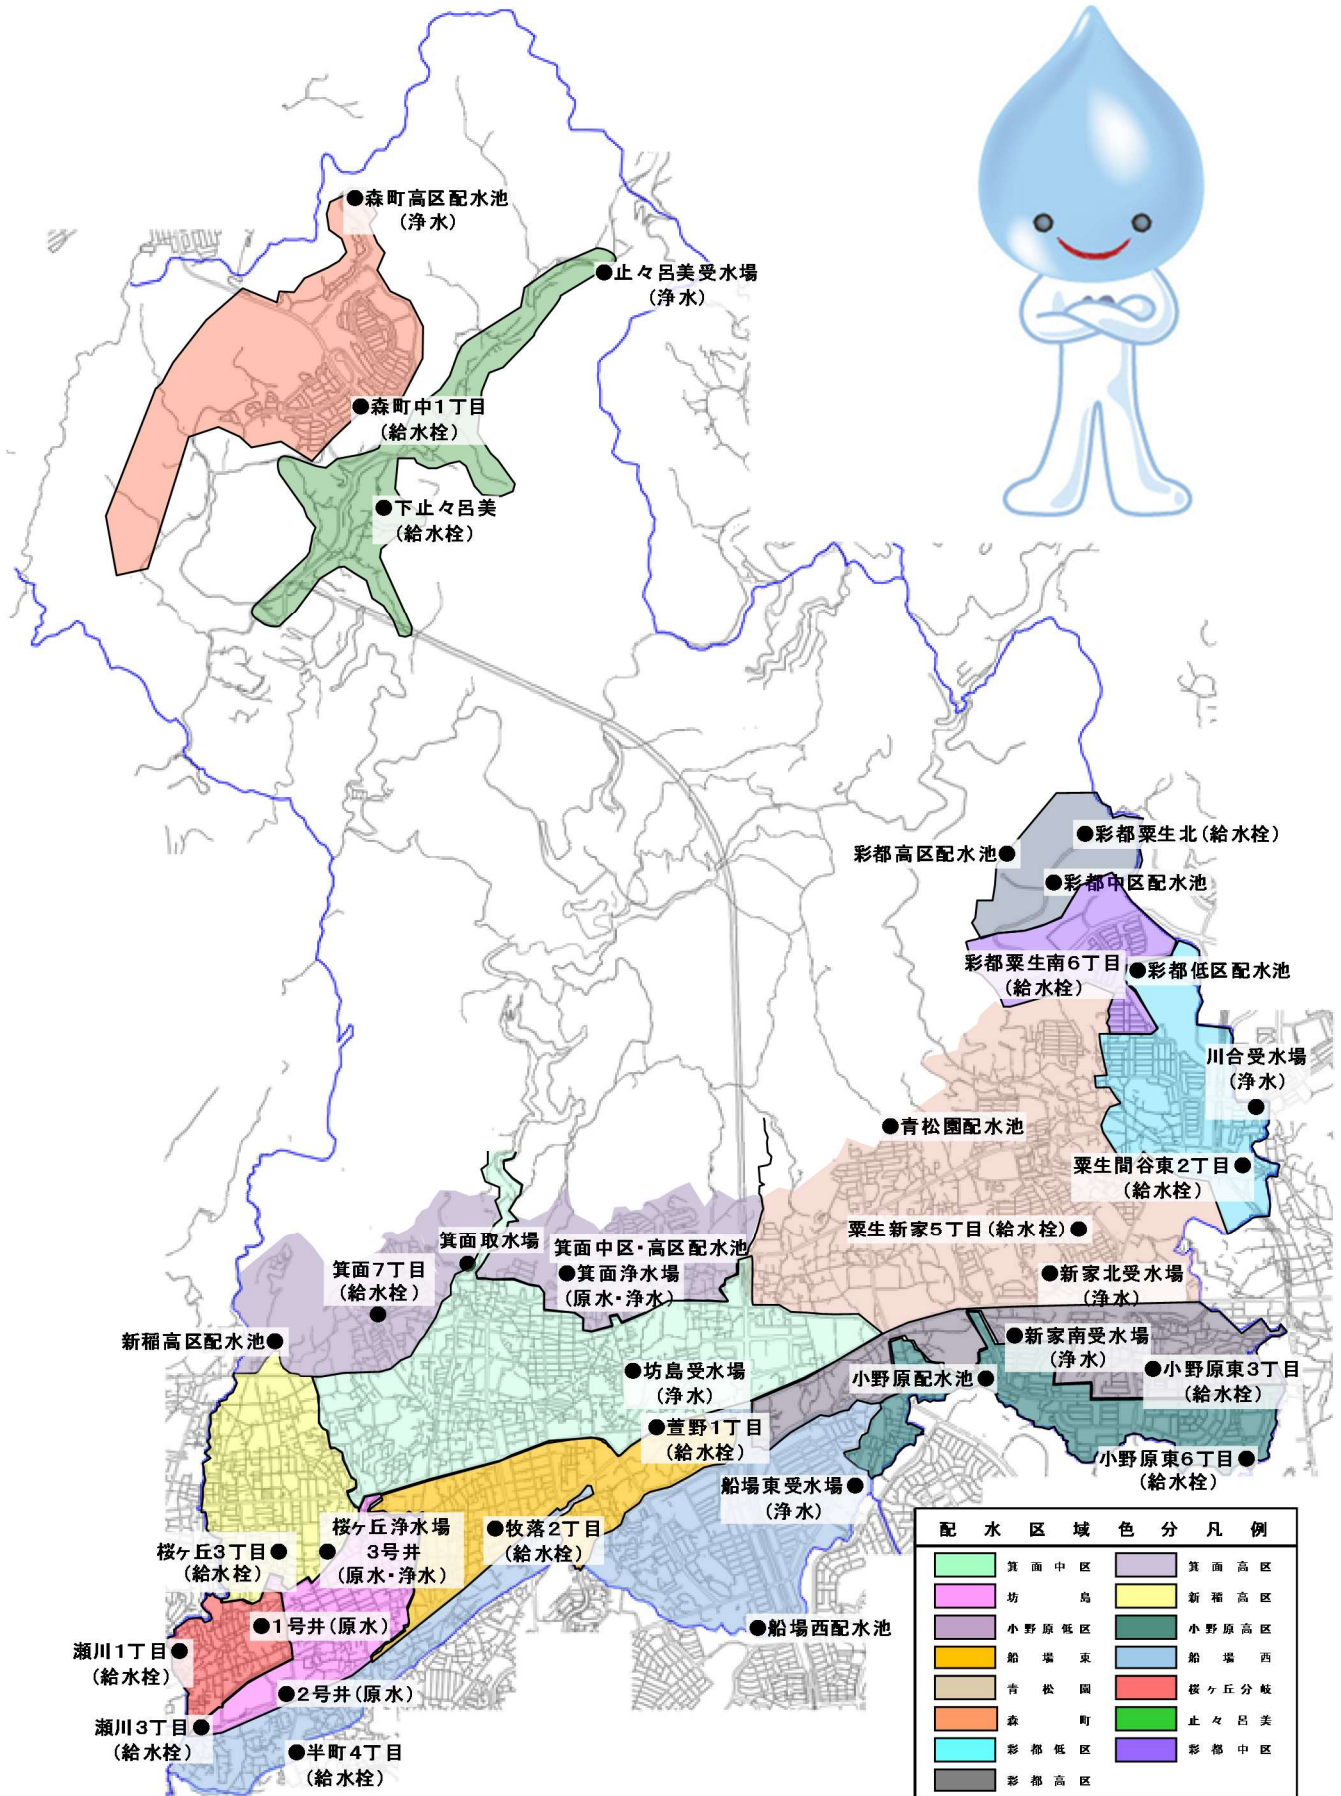 ●森町高区配水池
(浄水)
●止々呂美受水場
(浄水)
●森町中1丁目
(給水栓)
●下止々呂美
(給水栓)
●彩都粟生北(給水栓)
彩都高区配水池●
●彩都中区配水池
彩都粟生南6丁目
(給水栓)
●彩都低区配水池
川合受水場
(浄水)
●青松園配水池
粟生間谷東2丁目●
(給水栓)
粟生新家5丁目(給水栓)●
箕面取水場
箕面中区・高区配水池
●箕面浄水場
(原水・浄水)
箕面7丁目
(給水栓)
●新家北受水場
(浄水)
新稲高区配水池●
●新家南受水場
(浄水)
●坊島受水場
(浄水)
小野原配水池●
●小野原東3丁目
(給水栓)
●萱野1丁目
(給水栓)
小野原東6丁目●
(給水栓)
船場東受水場●
(浄水)
桜ヶ丘浄水場
3号井
(原水・浄水)
●牧落2丁目
(給水栓)
桜ヶ丘3丁目●
(給水栓)
●1号井(原水)
●船場西配水池
瀬川1丁目●
(給水栓)
●2号井(原水)
瀬川3丁目●
(給水栓)
●半町4丁目
(給水栓)
配水区域色分凡例
箕面中区 箕面高区
坊島 新稲高区
小野原低区 小野原高区
船場東 船場西
青松園 桜ヶ丘分岐
森町 止々呂美
彩都低区 彩都中区
彩都高区